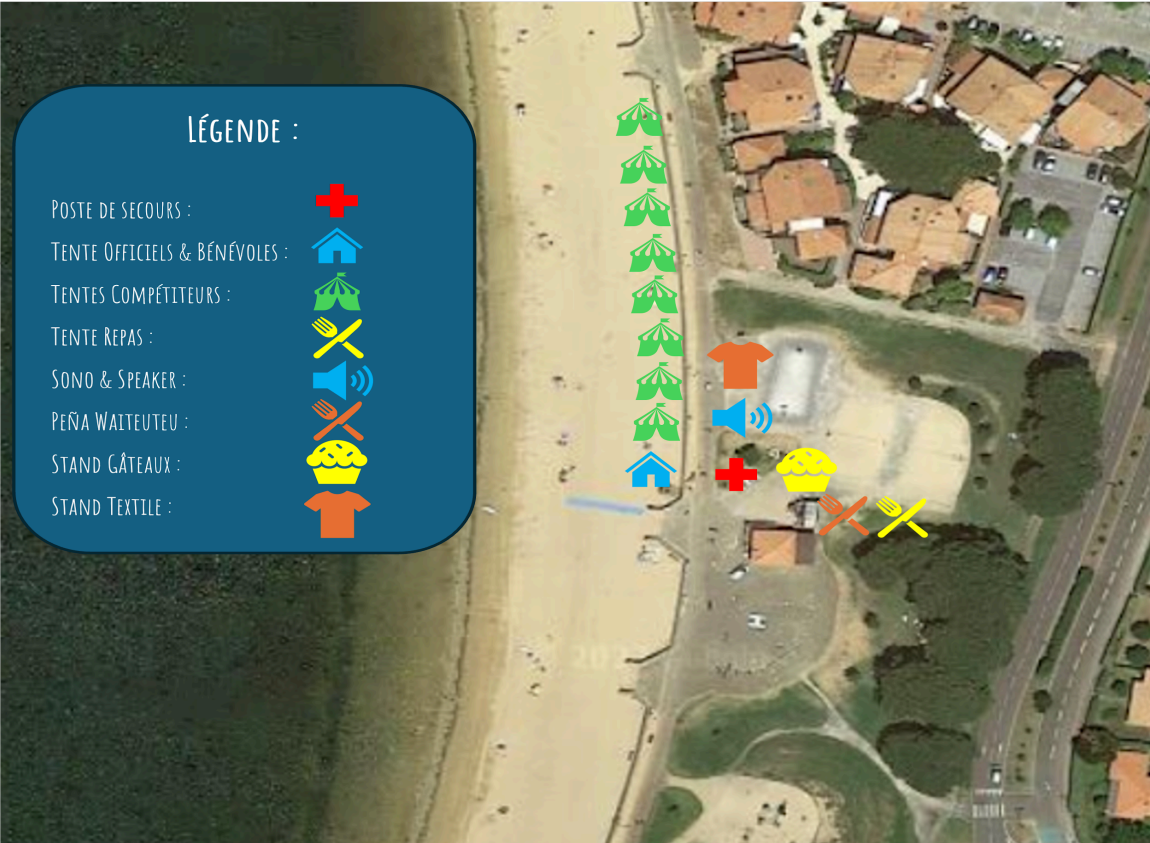 Légende :
Poste de secours :
Tente Officiels & Bénévoles :
Tentes Compétiteurs :
Tente Repas :
Sono & Speaker :
Peña Waiteuteu :
Stand Gâteaux :
Stand Textile :